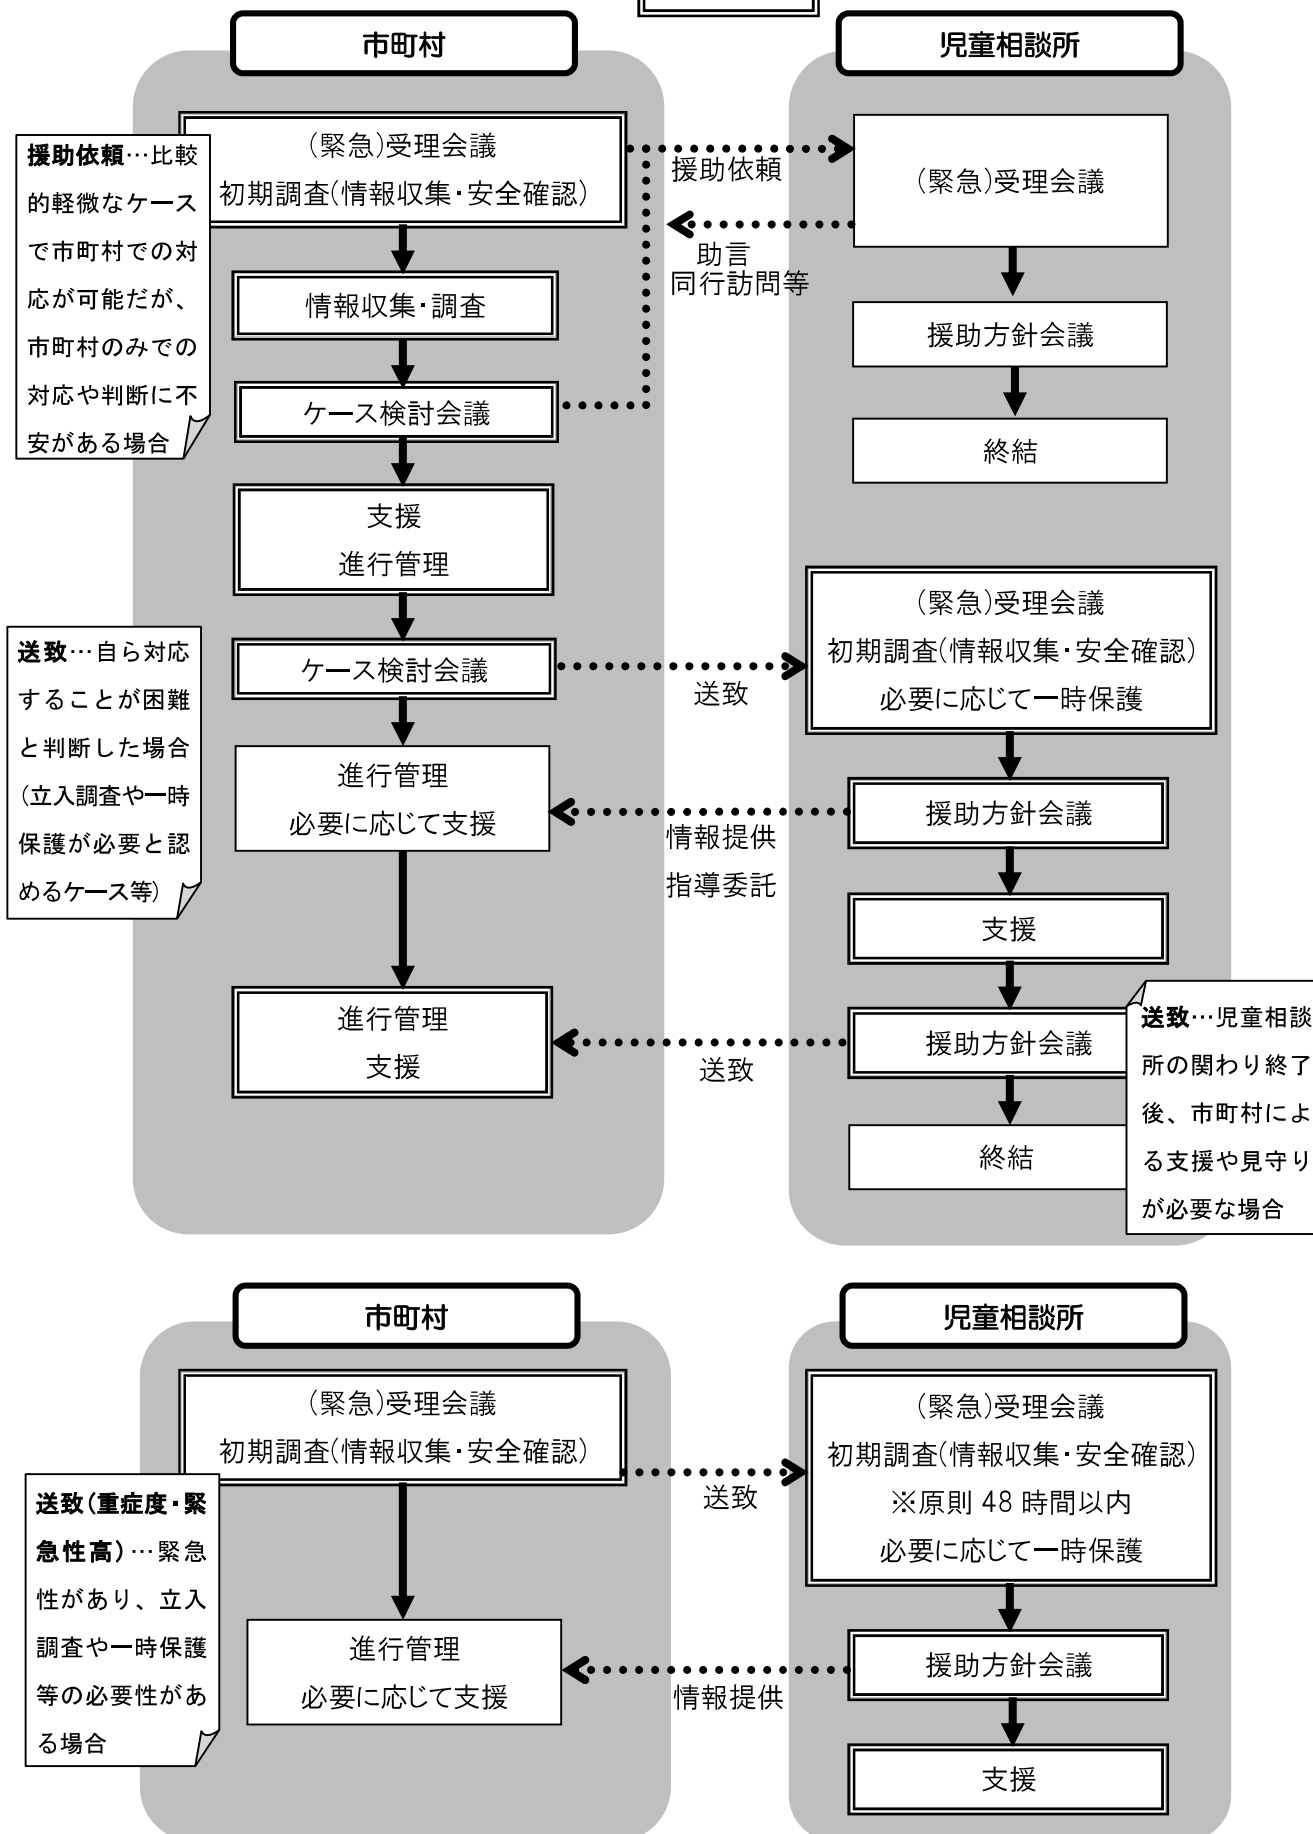 市町村
児童相談所
援助依頼…比較
的軽微なケース
で市町村での対
応が可能だが、
市町村のみでの
対応や判断に不
安がある場合
(緊急)受理会議
初期調査(情報収集・安全確認)
援助依頼
(緊急)受理会議
助言
同行訪問等
情報収集・調査
援助方針会議
ケース検討会議
終結
支援
進行管理
(緊急)受理会議
初期調査(情報収集・安全確認)
必要に応じて一時保護
送致…自ら対応
することが困難
と判断した場合
(立入調査や一時
保護が必要と認
めるケース等)
ケース検討会議
送致
進行管理
必要に応じて支援
援助方針会議
情報提供
指導委託
支援
進行管理
支援
援助方針会議
送致
送致…児童相談
所の関わり終了
後、市町村によ
る支援や見守り
が必要な場合
終結
市町村
児童相談所
(緊急)受理会議
初期調査(情報収集・安全確認)
送致
(緊急)受理会議
初期調査(情報収集・安全確認)
※原則 48 時間以内
必要に応じて一時保護
送致(重症度・緊
急性高)…緊急
性があり、立入
調査や一時保護
等の必要性があ
る場合
進行管理
必要に応じて支援
援助方針会議
情報提供
支援